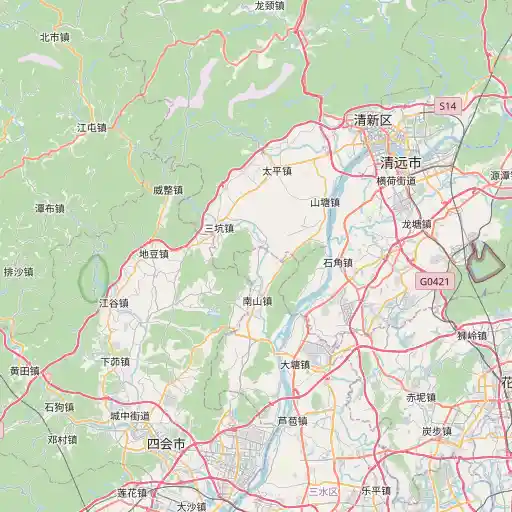 龙颈镇
北市镇
S14
清新区
江屯镇
清远市
太平镇
横荷街道
源潭镇
威整镇
山塘镇
潭布镇
龙塘镇
三坑镇
地豆镇
石角镇
排沙镇
G0421
江谷镇
南山镇
狮岭镇
下茆镇
大塘镇
黄田镇
花
赤坭镇
石狗镇
城中街道
芦苞镇
炭步镇
邓村镇
四会市
莲花镇
三水区
乐平镇
大沙镇